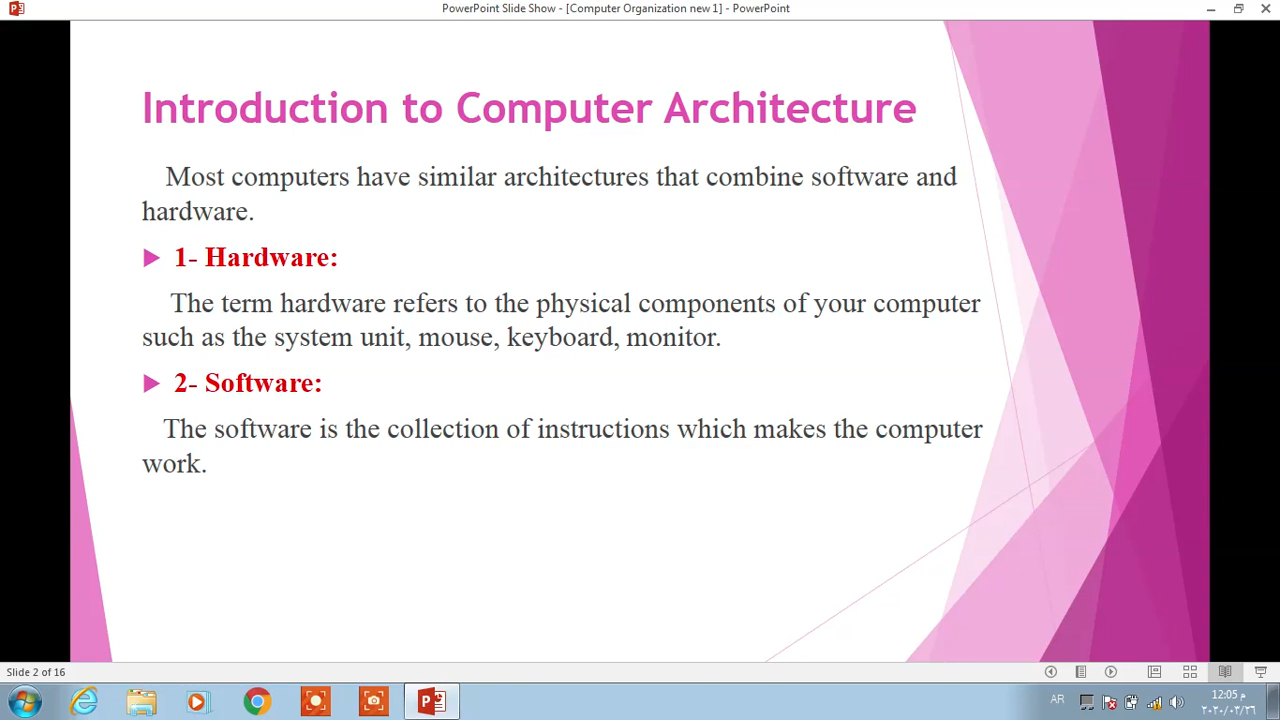 PowerPoint Slide Show - [Computer Organization new 1] - PowerPoint
Introduction to Computer Architecture
Most computers have similar architectures that combine software and
hardware.
1- Hardware:
The term hardware refers to the physical components of your computer
such as the system unit, mouse, keyboard, monitor.
2- Software:
The software is the collection of instructions which makes the computer
work.
Slide 2 of 16
AR
12:05 م
٢٠٢٠/٠٣/٢٦